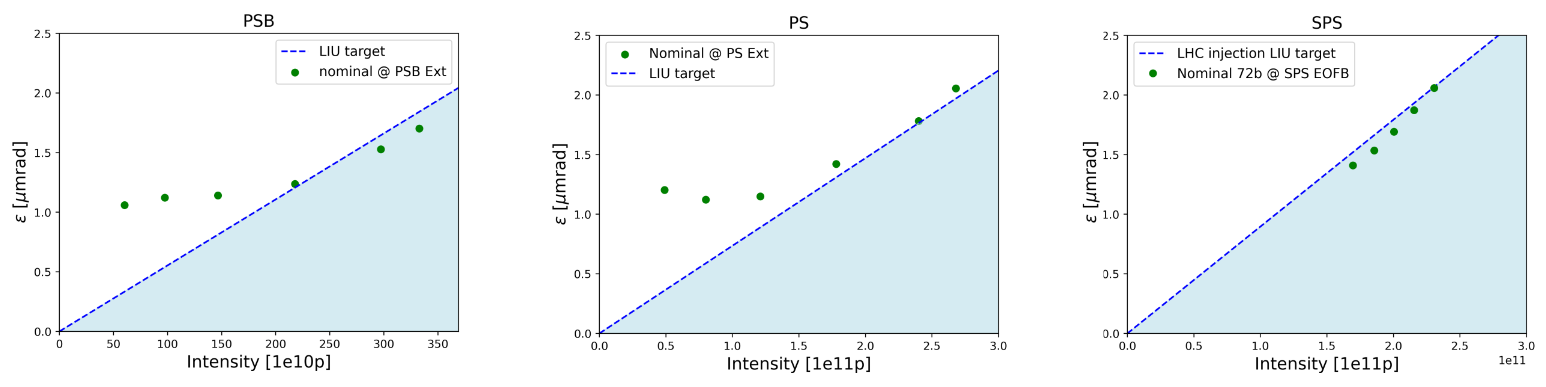 PSB
2.5
2.0
1.5
1.0
0.5
0.0
ε [μmrad]
LIU target
nominal @ PSB Ext
0 50 100 150 200 250 300 350
Intensity [1e10p]
PS
2.5
2.0
1.5
1.0
0.5
0.0
ε [μmrad]
Nominal @ PS Ext
LIU target
0.0 0.5 1.0 1.5 2.0 2.5 3.0
Intensity [1e11p]
SPS
2.5
2.0
1.5
1.0
0.5
0.0
ε [μmrad]
LHC injection LIU target
Nominal 72b @ SPS EOFB
0.0 0.5 1.0 1.5 2.0 2.5 3.0
1e11
Intensity [1e11p]